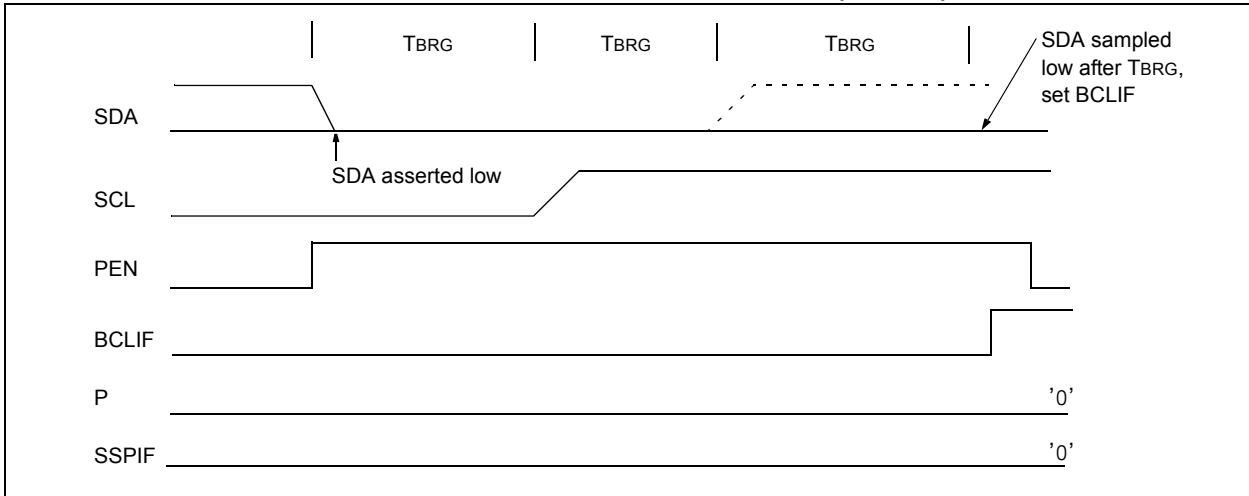 TBRG TBRG TBRG
SDA sampled
low after TBRG,
set BCLIF
SDA
SDA asserted low
SCL
PEN
BCLIF
P '0'
SSPIF '0'